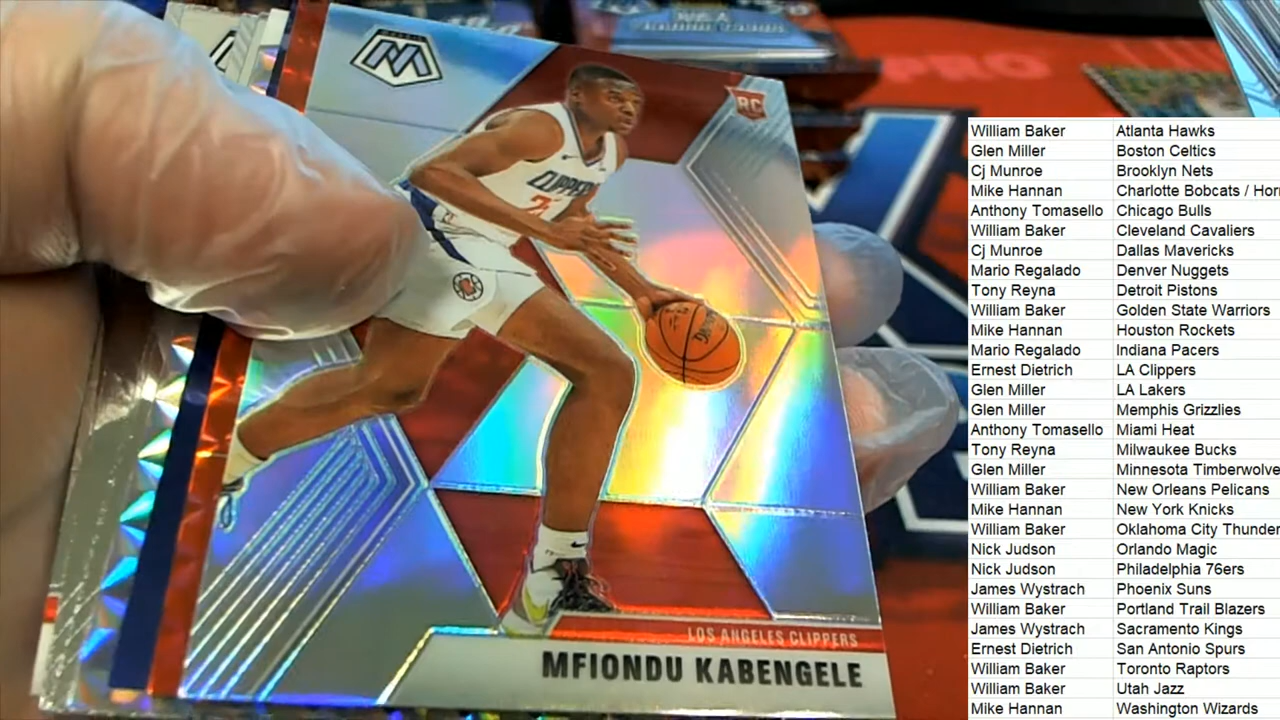 M
RC
CLIPPERS
LOS ANGELES CLIPPERS
MFIONDU KABENGELE
PRO
William Baker Atlanta Hawks
Glen Miller Boston Celtics
Cj Munroe Brooklyn Nets
Mike Hannan Charlotte Bobcats / Hor
Anthony Tomasello Chicago Bulls
William Baker Cleveland Cavaliers
Cj Munroe Dallas Mavericks
Mario Regalado Denver Nuggets
Tony Reyna Detroit Pistons
William Baker Golden State Warriors
Mike Hannan Houston Rockets
Mario Regalado Indiana Pacers
Ernest Dietrich LA Clippers
Glen Miller LA Lakers
Glen Miller Memphis Grizzlies
Anthony Tomasello Miami Heat
Tony Reyna Milwaukee Bucks
Glen Miller Minnesota Timberwolve
William Baker New Orleans Pelicans
Mike Hannan New York Knicks
William Baker Oklahoma City Thunder
Nick Judson Orlando Magic
Nick Judson Philadelphia 76ers
James Wystrach Phoenix Suns
William Baker Portland Trail Blazers
James Wystrach Sacramento Kings
Ernest Dietrich San Antonio Spurs
William Baker Toronto Raptors
William Baker Utah Jazz
Mike Hannan Washington Wizards